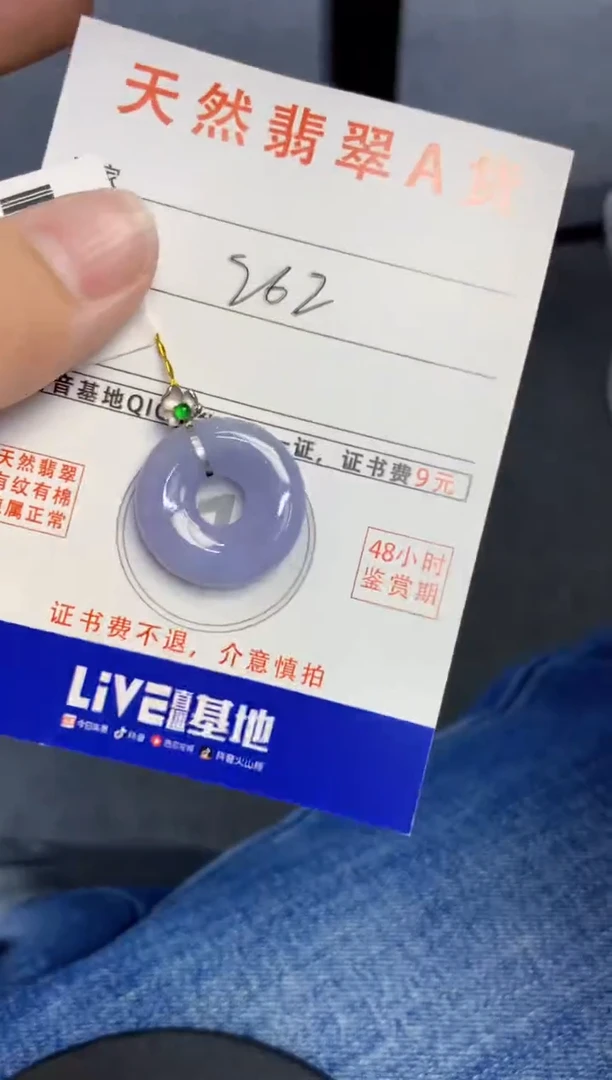 天然翡翠A货
家
262
音基地QIC
一证，证书费9元
天然翡翠
有纹有棉
属正常
48小时
鉴赏期
证书费不退，介意慎拍
LiVE直播基地
今日头条 抖音 西瓜视频 抖音火山版